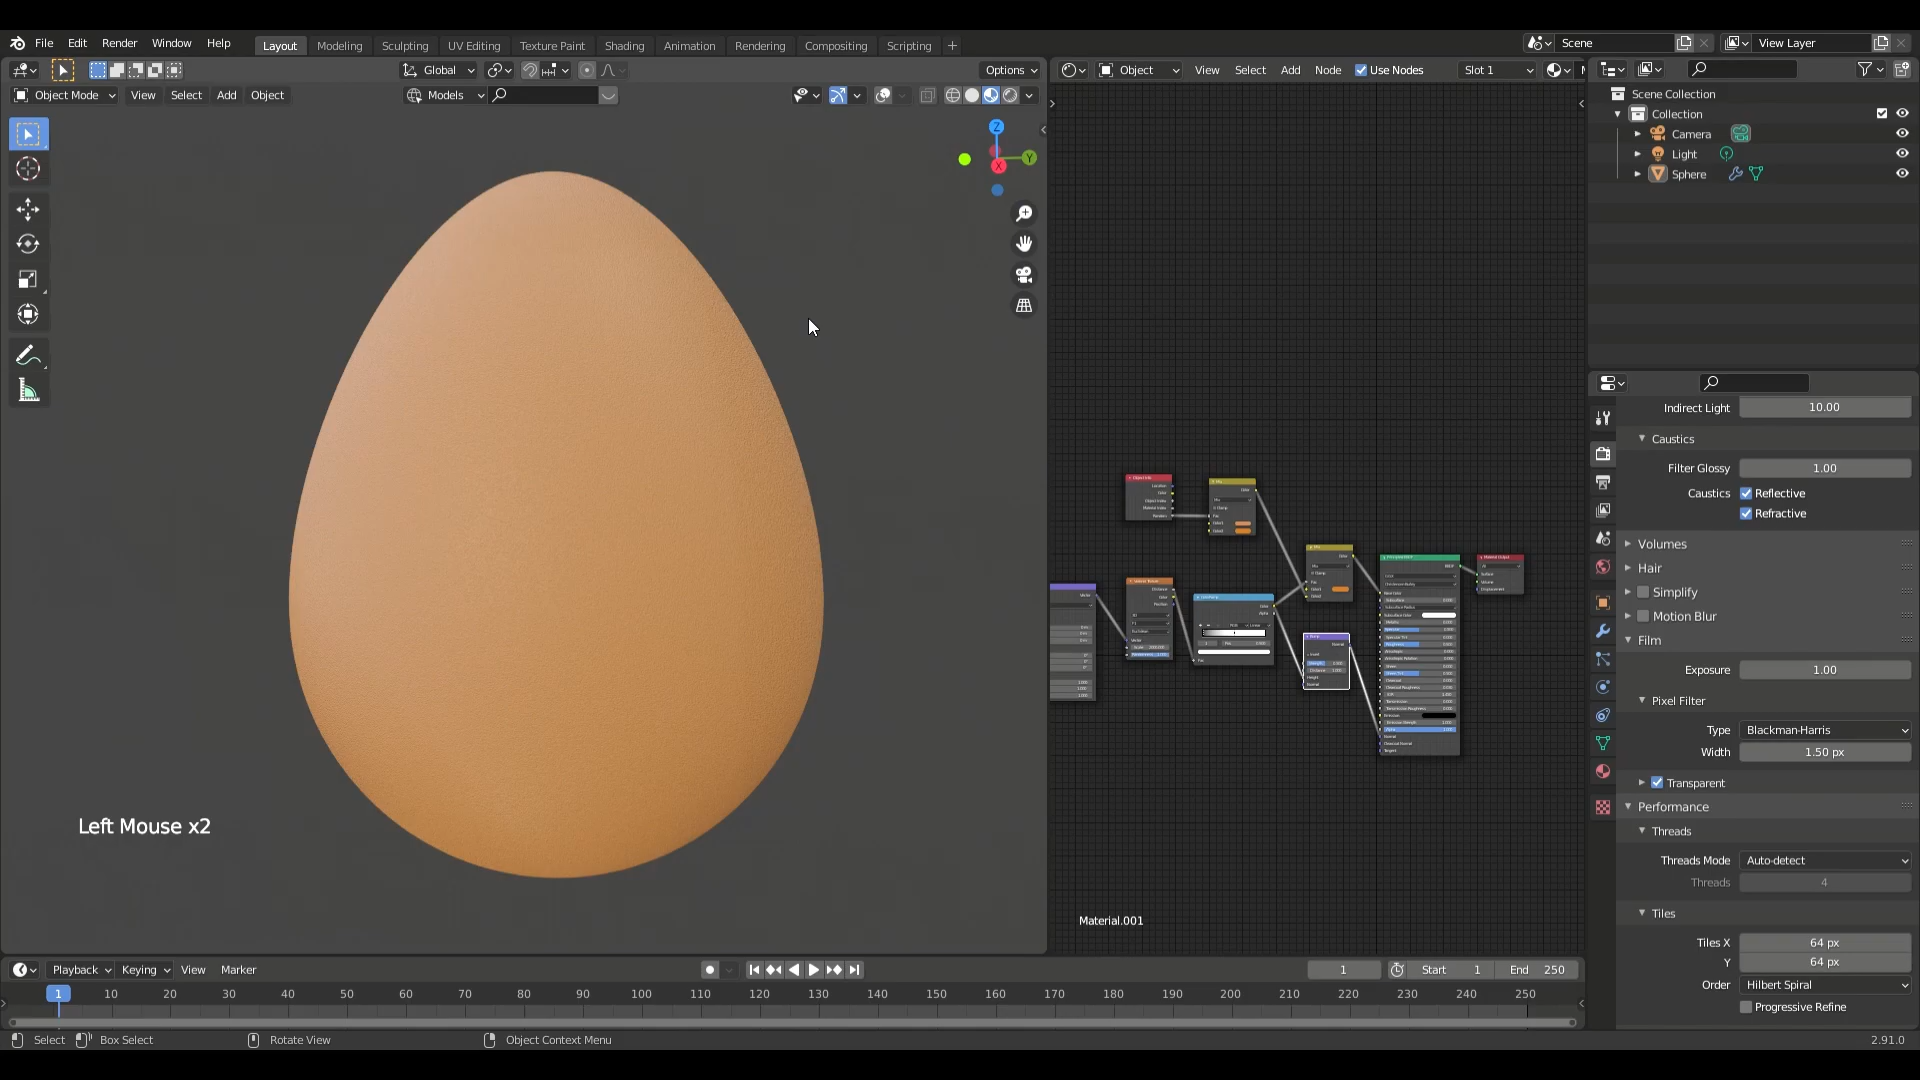 File Edit Render Window Help Layout Modeling Sculpting UV Editing Texture Paint Shading Animation Rendering Compositing Scripting + Scene View Layer
Global Options Object View Select Add Node Use Nodes Slot 1
Object Mode View Select Add Object Models
Scene Collection
Collection
Camera
Light
Sphere
Z
Y
X
Indirect Light 10.00
Caustics
Filter Glossy 1.00
Caustics Reflective
Refractive
Volumes
Hair
Simplify
Motion Blur
Film
Exposure 1.00
Pixel Filter
Type Blackman-Harris
Width 1.50 px
Transparent
Performance
Threads
Threads Mode Auto-detect
Threads 4
Tiles
Tiles X 64 px
Y 64 px
Order Hilbert Spiral
Progressive Refine
Left Mouse x2
Material.001
Playback Keying View Marker 1 Start 1 End 250
1 10 20 30 40 50 60 70 80 90 100 110 120 130 140 150 160 170 180 190 200 210 220 230 240 250
Select Box Select Rotate View Object Context Menu 2.91.0